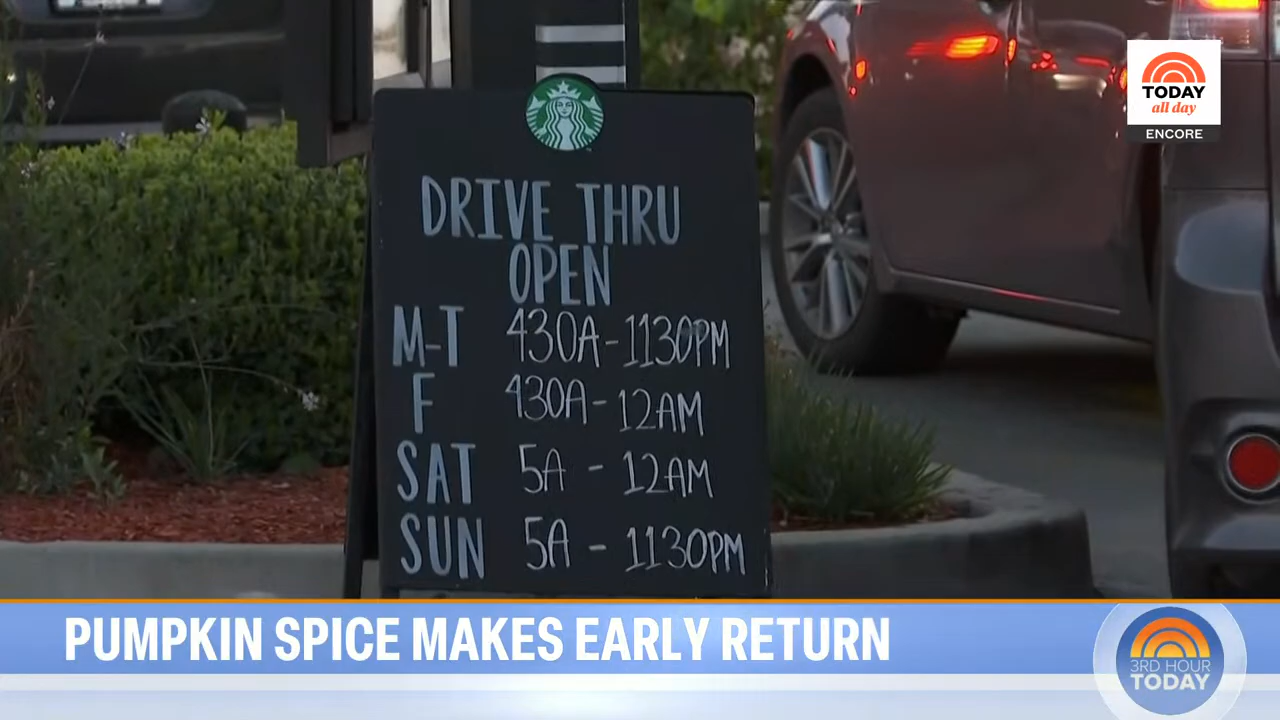 TODAY
all day
ENCORE
DRIVE THRU
OPEN
M-T 430A-1130PM
F 430A-12AM
SAT 5A - 12AM
SUN 5A - 1130PM
PUMPKIN SPICE MAKES EARLY RETURN
3RD HOUR
TODAY